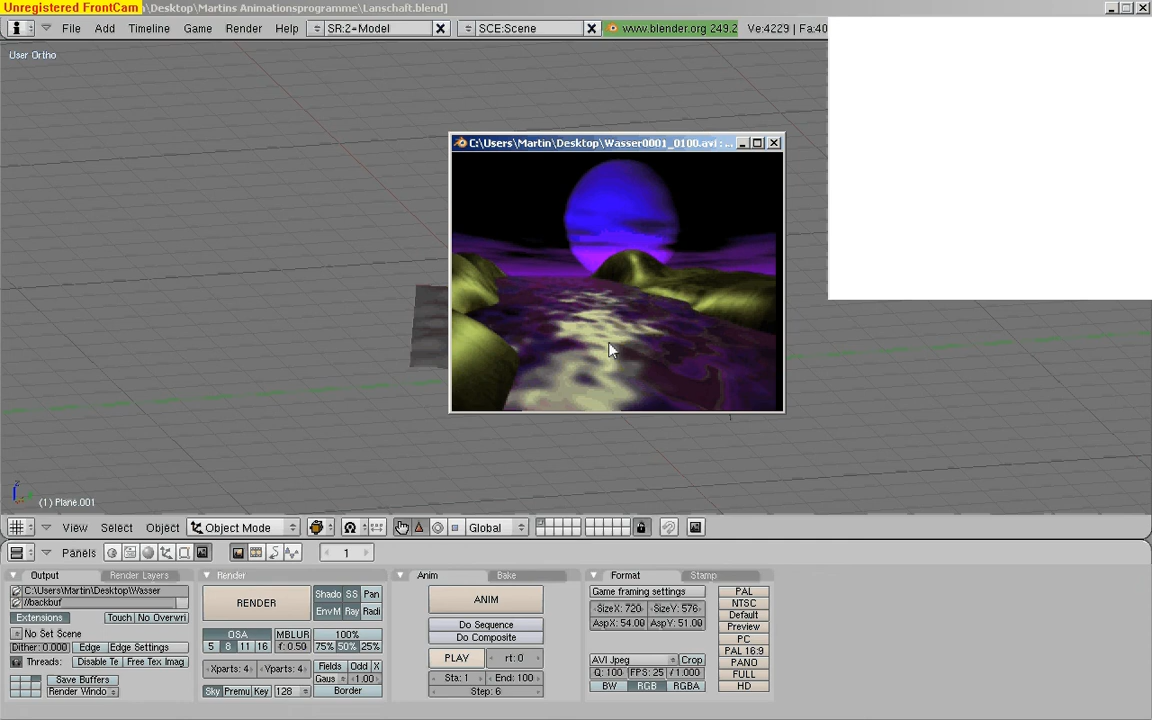 Unregistered FrontCam \Desktop\Martins Animationsprogramme\Lanschaft.blend]
File Add Timeline Game Render Help SR:2-Model SCE:Scene www.blender.org 249.2 Ve:4229 | Fa:40
User Ortho
C:\Users\Martin\Desktop\Wasser0001_0100.avi : ...
(1) Plane.001
View Select Object Object Mode Global
Panels 1
Output Render Layers Render Anim Bake Format Stamp
C:\Users\Martin\Desktop\Wasser
//backbuf
Extensions Touch No Overwri
No Set Scene
Dither: 0.000 Edge Edge Settings
Threads: Disable Te Free Tex Imag
Save Buffers
Render Windo
RENDER Shado SS Pan
EnvM Ray Radi
OSA MBLUR 100%
5 8 11 16 f: 0.50 75% 50% 25%
Xparts: 4 Yparts: 4 Fields Odd X
Gaus 1.00
Sky Premu Key 128 Border
ANIM
Do Sequence
Do Composite
PLAY rt: 0
Sta: 1 End: 100
Step: 6
Game framing settings
SizeX: 720 SizeY: 576
AspX: 54.00 AspY: 51.00
AVI Jpeg Crop
Q: 100 FPS: 25 / 1.000
BW RGB RGBA
PAL
NTSC
Default
Preview
PC
PAL 16:9
PANO
FULL
HD